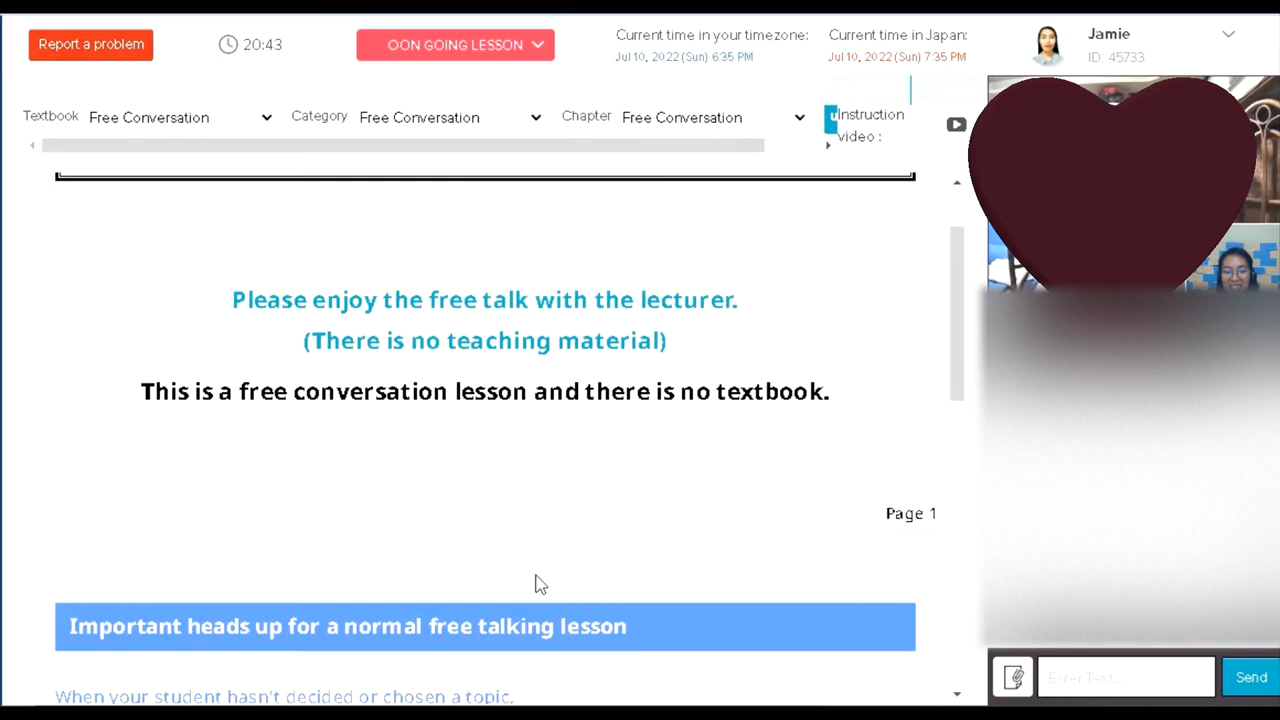 Report a problem
20:43
OON GOING LESSON
Current time in your timezone:
Jul 10, 2022 (Sun) 6:35 PM
Current time in Japan:
Jul 10, 2022 (Sun) 7:35 PM
Jamie
ID: 45733
Textbook Free Conversation
Category Free Conversation
Chapter Free Conversation
u
Instruction
video :
Please enjoy the free talk with the lecturer.
(There is no teaching material)
This is a free conversation lesson and there is no textbook.
Page 1
Important heads up for a normal free talking lesson
When your student hasn't decided or chosen a topic,
Enter Text...
Send